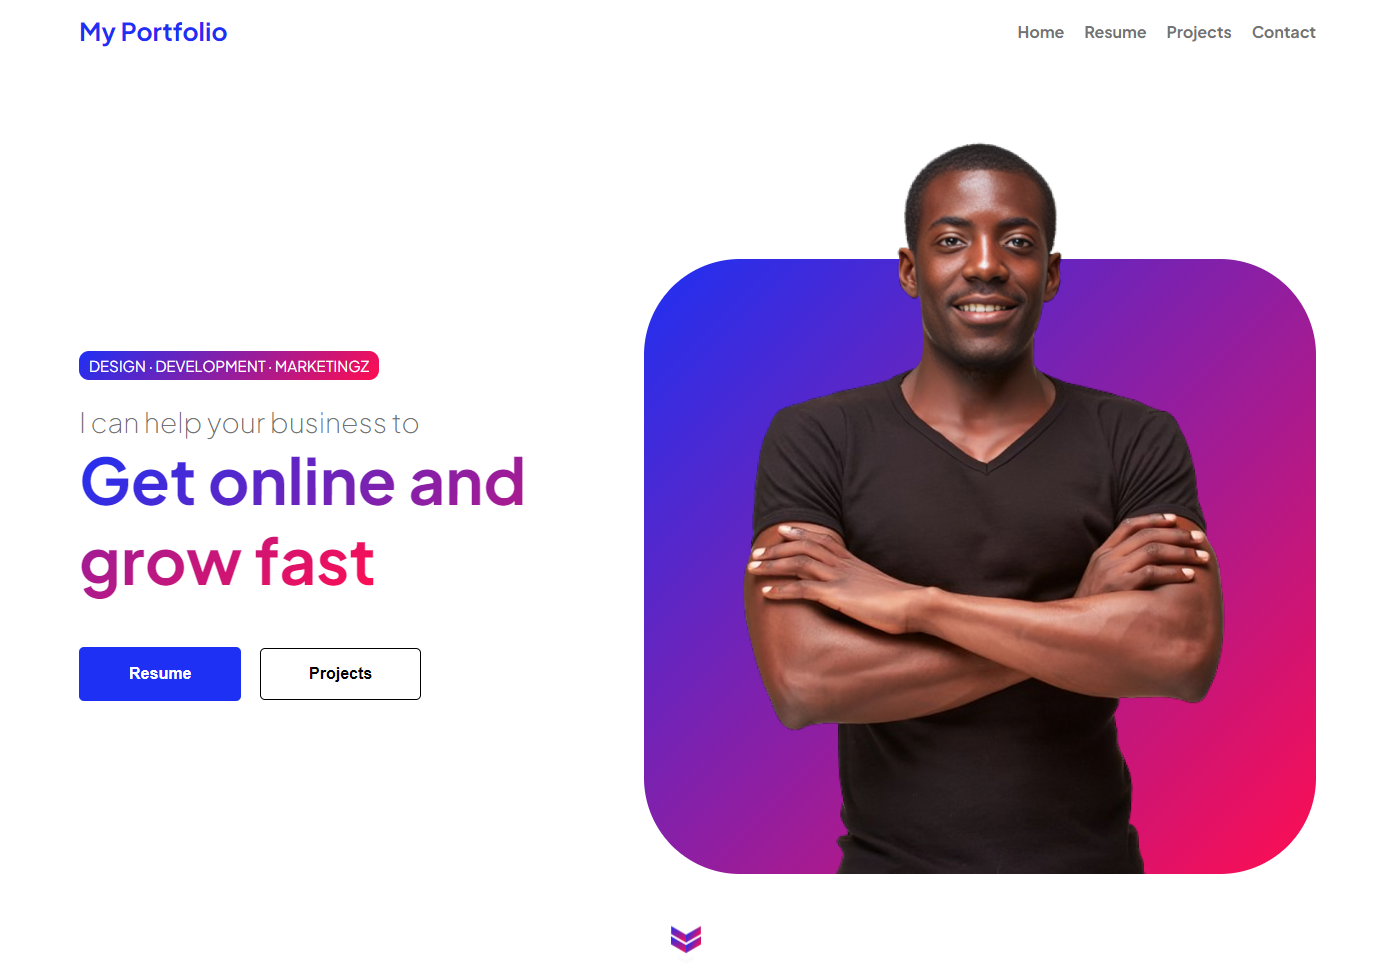 My Portfolio
Home Resume Projects Contact
DESIGN · DEVELOPMENT · MARKETINGZ
I can help your business to
Get online and
grow fast
Resume Projects